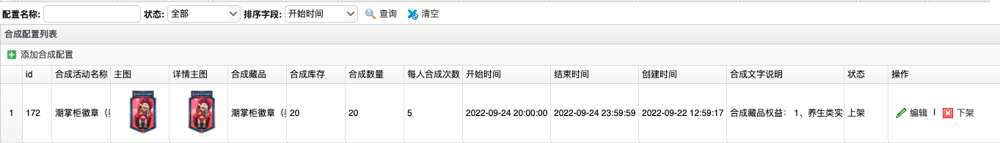 配置名称: 状态: 全部 排序字段: 开始时间 查询 清空
合成配置列表
添加合成配置
id 合成活动名称 主图 详情主图 合成藏品 合成库存 合成数量 每人合成次数 开始时间 结束时间 创建时间 合成文字说明 状态 操作
1 172 潮掌柜徽章（ 潮掌柜徽章（ 20 20 5 2022-09-24 20:00:00 2022-09-24 23:59:59 2022-09-22 12:59:17 合成藏品权益： 1、养生类实 上架 编辑 | 下架